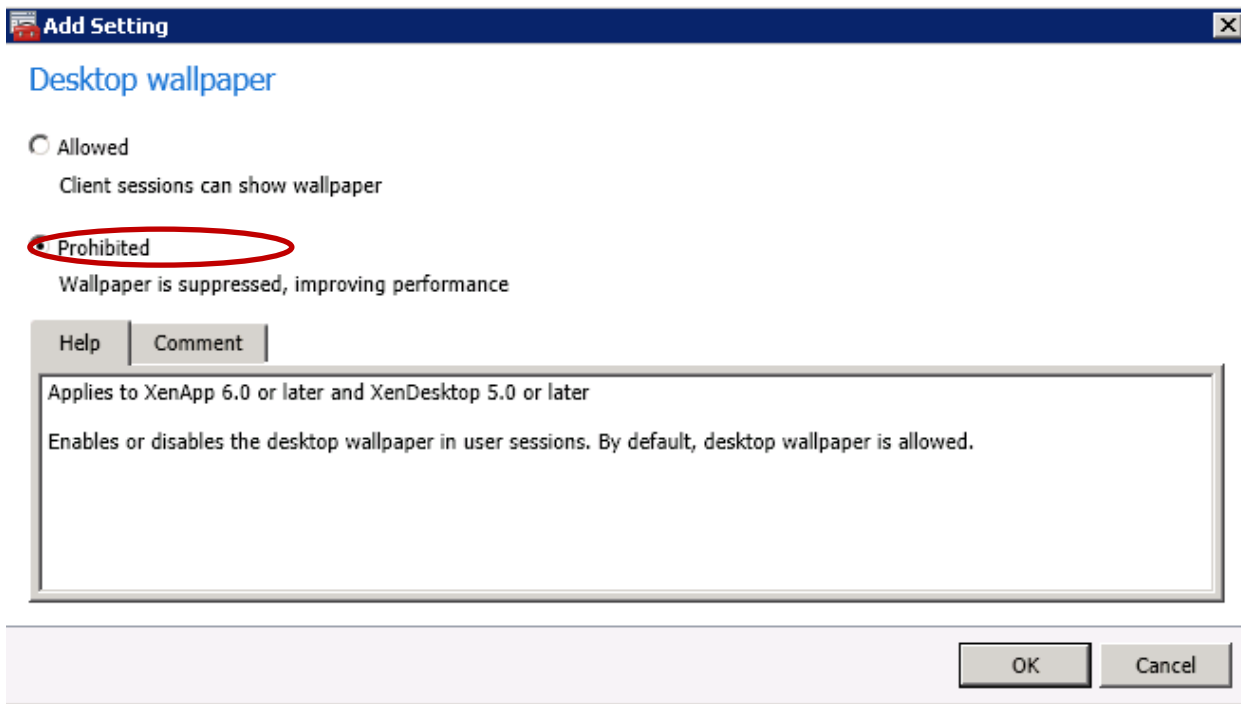 Add Setting
Desktop wallpaper
Allowed
Client sessions can show wallpaper
Prohibited
Wallpaper is suppressed, improving performance
Help Comment
Applies to XenApp 6.0 or later and XenDesktop 5.0 or later
Enables or disables the desktop wallpaper in user sessions. By default, desktop wallpaper is allowed.
OK Cancel